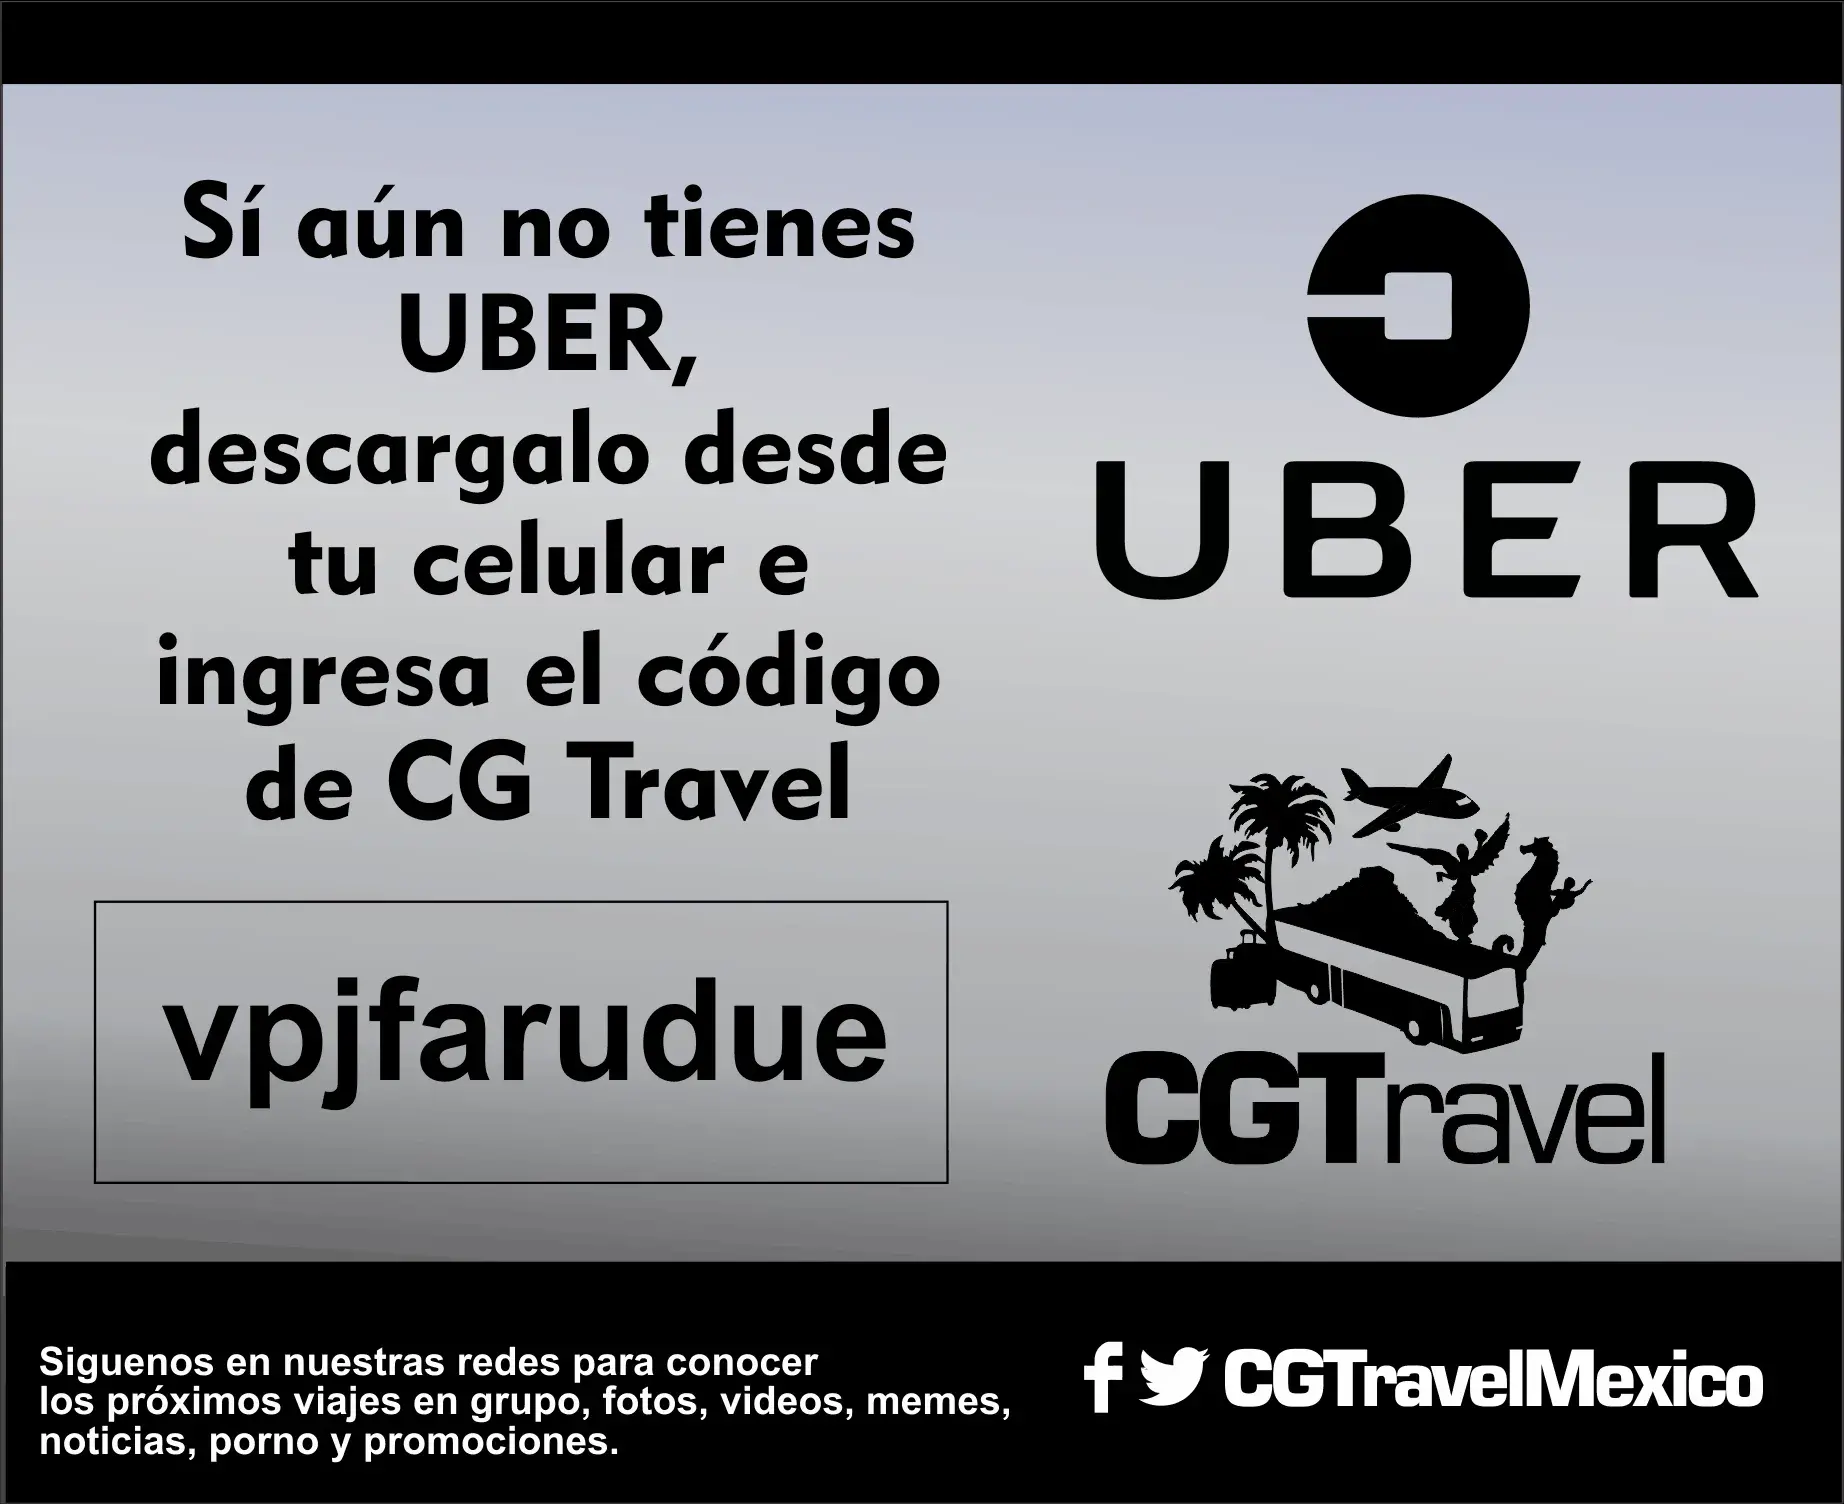 Sí aún no tienes
UBER,
descargalo desde
tu celular e
ingresa el código
de CG Travel
vpjfarudue
UBER
CGTravel
Siguenos en nuestras redes para conocer
los próximos viajes en grupo, fotos, videos, memes,
noticias, porno y promociones.
CGTravelMexico